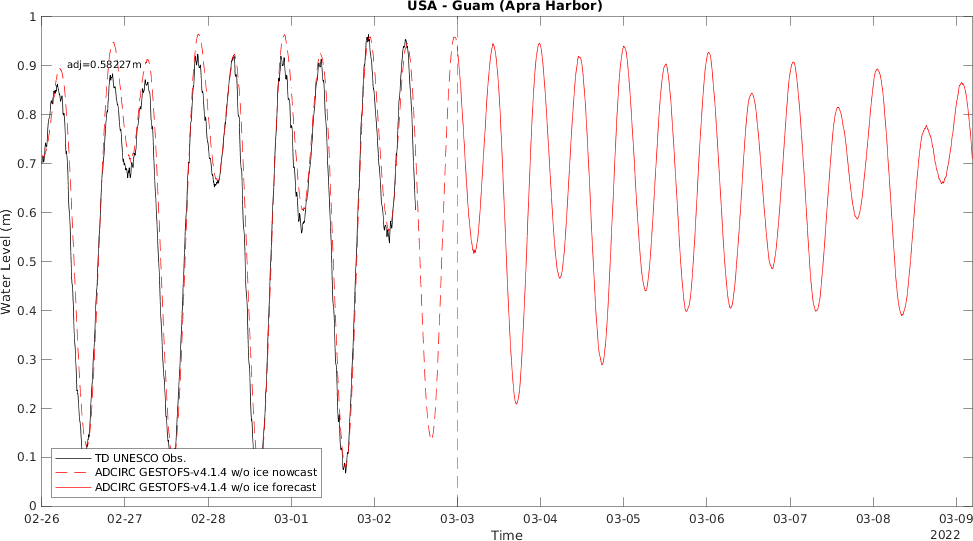 USA - Guam (Apra Harbor)
1
0.9
0.8
0.7
0.6
0.5
0.4
0.3
0.2
0.1
0
Water Level (m)
adj=0.58227m
TD UNESCO Obs.
ADCIRC GESTOFS-v4.1.4 w/o ice nowcast
ADCIRC GESTOFS-v4.1.4 w/o ice forecast
02-26 02-27 02-28 03-01 03-02 03-03 03-04 03-05 03-06 03-07 03-08 03-09
Time 2022